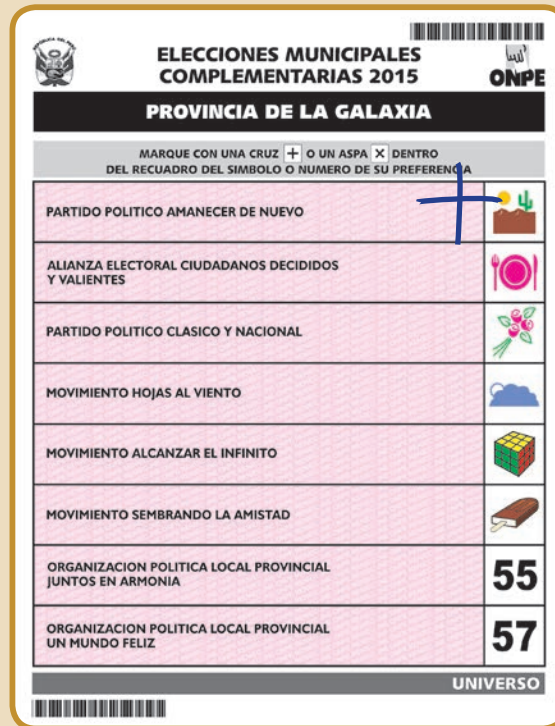 REPUBLICA DEL PERU
ELECCIONES MUNICIPALES
COMPLEMENTARIAS 2015
ONPE
PROVINCIA DE LA GALAXIA
MARQUE CON UNA CRUZ + O UN ASPA X DENTRO
DEL RECUADRO DEL SIMBOLO O NUMERO DE SU PREFERENCIA
PARTIDO POLITICO AMANECER DE NUEVO
ALIANZA ELECTORAL CIUDADANOS DECIDIDOS
Y VALIENTES
PARTIDO POLITICO CLASICO Y NACIONAL
MOVIMIENTO HOJAS AL VIENTO
MOVIMIENTO ALCANZAR EL INFINITO
MOVIMIENTO SEMBRANDO LA AMISTAD
ORGANIZACION POLITICA LOCAL PROVINCIAL
JUNTOS EN ARMONIA
55
ORGANIZACION POLITICA LOCAL PROVINCIAL
UN MUNDO FELIZ
57
UNIVERSO